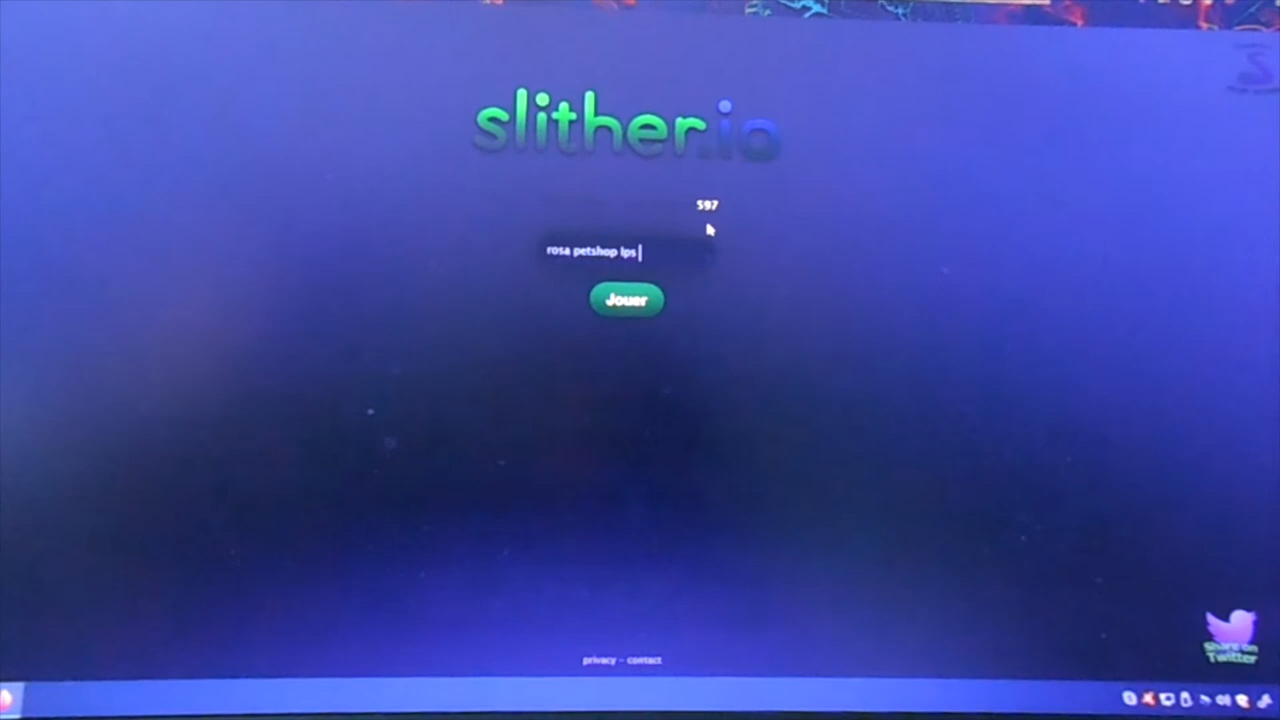 slither.io
597
rosa petshop lps
Jouer
Share on
Twitter
privacy - contact